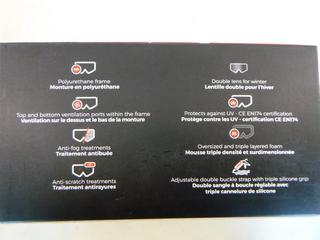 Polyurethane frame
Monture en polyuréthane
Top and bottom ventilation ports within the frame
Ventilation sur le dessus et le bas de la monture
Anti-fog treatments
Traitement antibuée
Anti-scratch treatments
Traitement antirayures
Double lens for winter
Lentille double pour l'hiver
Protects against UV - certification CE EN174
Protège contre les UV - certification CE EN174
Oversized and triple layered foam
Mousse triple densité et surdimensionnée
Adjustable double buckle strap with triple silicone grip
Double sangle à boucle réglable avec
triple cannelure de silicone